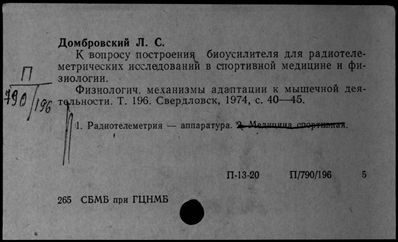 Домбровский Л. С.
К вопросу построения биоусилителя для радиотеле-
метрических исследований в спортивной медицине и фи-
зиологии.
П
790/196
Физиологич. механизмы адаптации к мышечной дея-
тельности. Т. 196. Свердловск, 1974, с. 40—45.
1. Радиотелеметрия — аппаратура. 2. Медицина спортивная.
П-13-20 П/790/196 5
265 СБМБ при ГЦНМБ